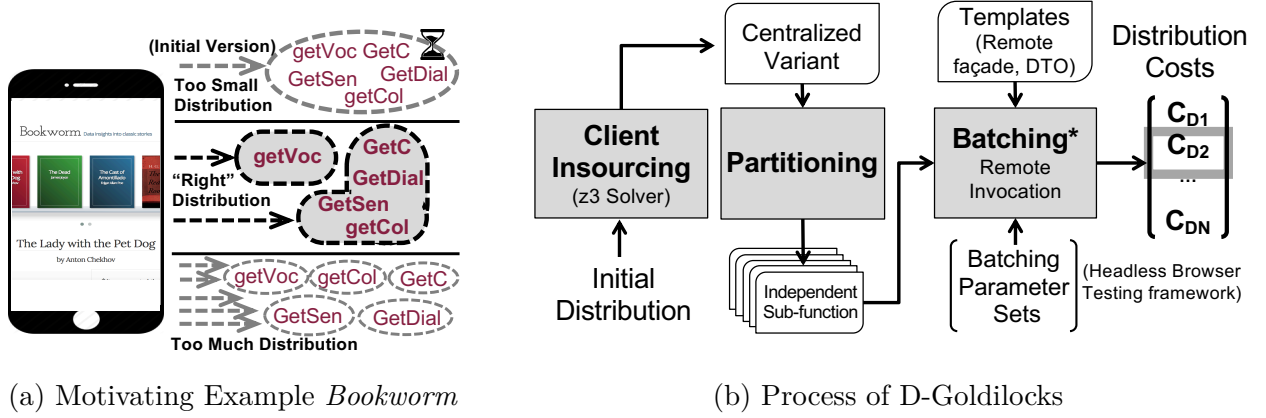 (Initial Version)
Too Small
Distribution
getVoc GetC
GetSen GetDial
getCol
Bookworm Data Insights into classic stories
The Dead
The Cast of
Amontillado
The Lady with the Pet Dog
by Anton Chekhov
"Right"
Distribution
getVoc
GetC
GetDial
GetSen
getCol
getVoc getCol GetC
GetSen GetDial
Too Much Distribution
(a) Motivating Example Bookworm
Centralized
Variant
Client
Insourcing
(z3 Solver)
Initial
Distribution
Partitioning
Independent
Sub-function
Templates
(Remote
façade, DTO)
Batching*
Remote
Invocation
Batching
Parameter
Sets
(Headless Browser
Testing framework)
Distribution
Costs
CD1
CD2
...
CDN
(b) Process of D-Goldilocks